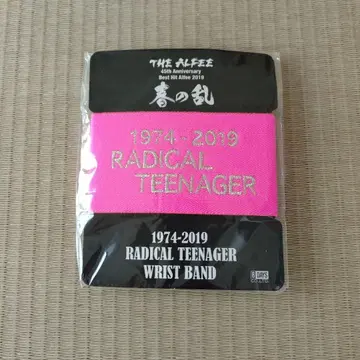 THE ALFEE
45th Anniversary
Best Hit Alfee 2019
春の乱
1974-2019
RADICAL
TEENAGER
1974-2019
RADICAL TEENAGER
WRIST BAND
DAYS